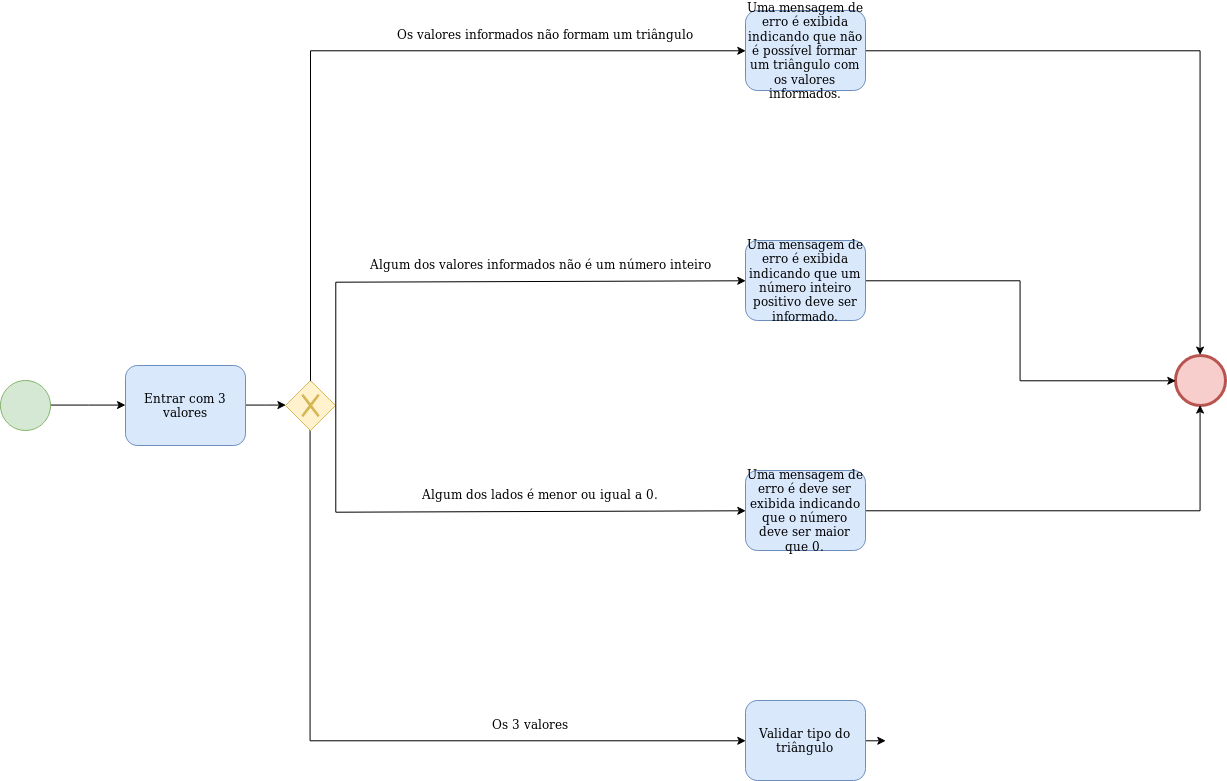 Uma mensagem de
erro é exibida
indicando que não
é possível formar
um triângulo com
os valores
informados.
Os valores informados não formam um triângulo
Uma mensagem de
erro é exibida
indicando que um
número inteiro
positivo deve ser
informado.
Algum dos valores informados não é um número inteiro
Entrar com 3
valores
Uma mensagem de
erro é deve ser
exibida indicando
que o número
deve ser maior
que 0.
Algum dos lados é menor ou igual a 0.
Os 3 valores
Validar tipo do
triângulo